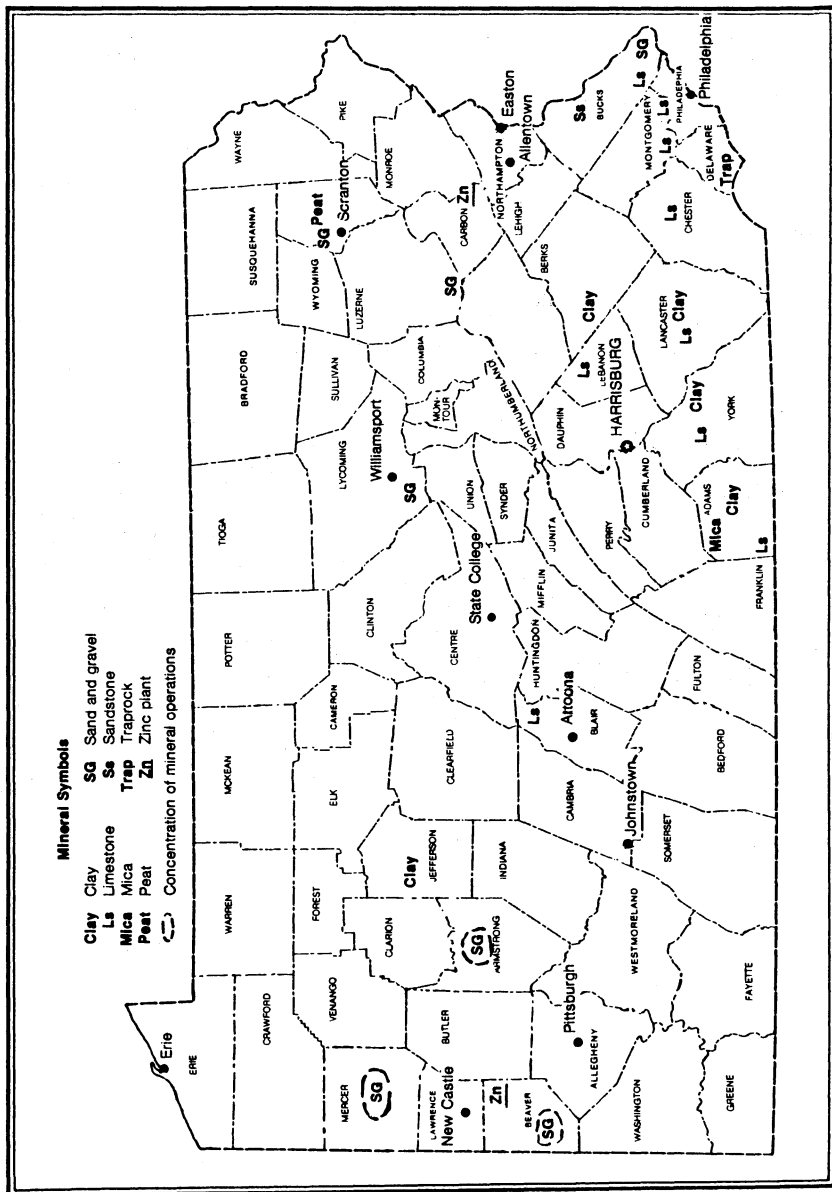 Mineral Symbols
Clay Clay SG Sand and gravel
Ls Limestone Ss Sandstone
Mica Mica Trap Traprock
Peat Peat Zn Zinc plant
Concentration of mineral operations
Erie
ERIE
CRAWFORD
WARREN
MCKEAN
POTTER
TIOGA
BRADFORD
SUSQUEHANNA
WAYNE
MERCER
SG
VENANGO
FOREST
ELK
CAMERON
CLINTON
LYCOMING
Williamsport
SG
SULLIVAN
WYOMING
SG Peat
Scranton
PIKE
LAWRENCE
New Castle
BUTLER
CLARION
Clay
JEFFERSON
CLEARFIELD
CENTRE
State College
UNION
SYNDER
MON-
TOUR
COLUMBIA
LUZERNE
SG
MONROE
Zn
BEAVER
SG
SG
ARMSTRONG
INDIANA
CAMBRIA
Ls
Altoona
BLAIR
HUNTINGDON
MIFFLIN
JUNITA
NORTHUMBERLAND
CARBON
Zn
NORTHAMPTON
Easton
Allentown
LEHIGH
Pittsburgh
ALLEGHENY
WESTMORELAND
Johnstown
PERRY
DAUPHIN
HARRISBURG
Ls
LEBANON
Clay
BERKS
Ss
BUCKS
WASHINGTON
SOMERSET
BEDFORD
FULTON
CUMBERLAND
Clay
Ls
YORK
LANCASTER
Clay
Ls
Ls
CHESTER
MONTGOMERY
Ls
Ls
Ls
SG
PHILADEPHIA
Philadelphia
GREENE
FAYETTE
FRANKLIN
Ls
Mica
ADAMS
Clay
DELAWARE
Trap